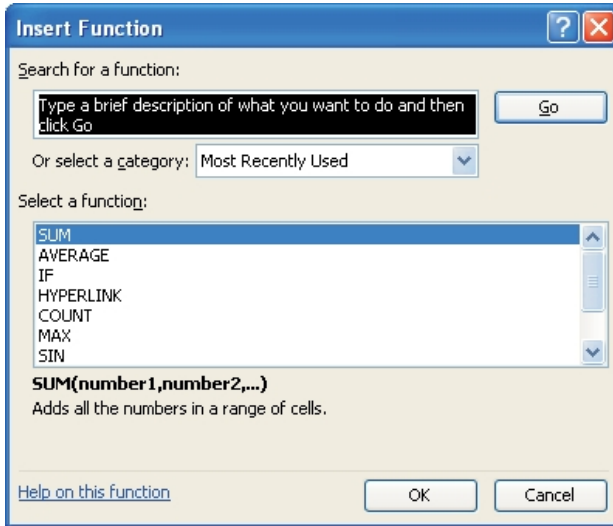 Insert Function
Search for a function:
Type a brief description of what you want to do and then
click Go
Go
Or select a category: Most Recently Used
Select a function:
SUM
AVERAGE
IF
HYPERLINK
COUNT
MAX
SIN
SUM(number1,number2,...)
Adds all the numbers in a range of cells.
Help on this function
OK
Cancel